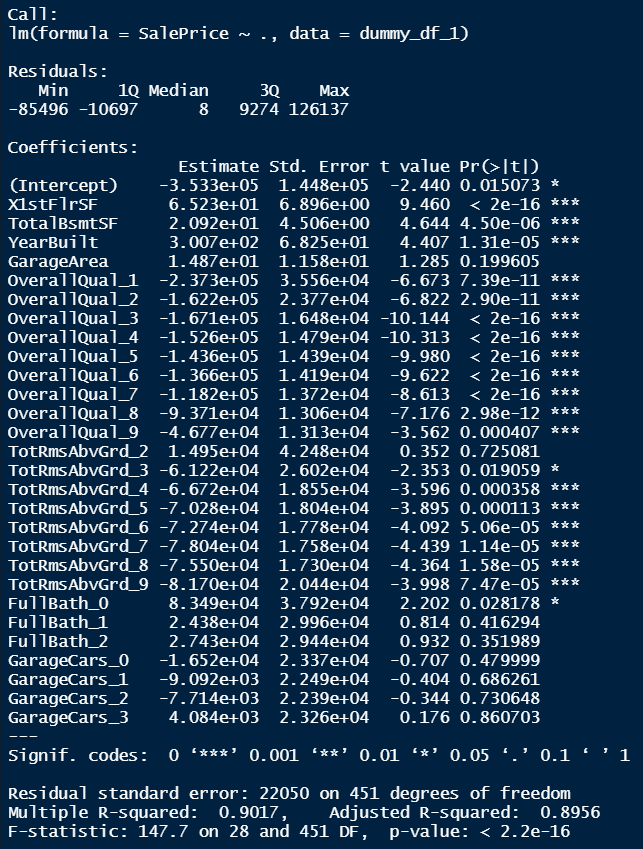 Call:
lm(formula = SalePrice ~ ., data = dummy_df_1)
Residuals:
Min 1Q Median 3Q Max
-85496 -10697 8 9274 126137
Coefficients:
Estimate Std. Error t value Pr(>|t|)
(Intercept) -3.533e+05 1.448e+05 -2.440 0.015073 *
X1stFlrSF 6.523e+01 6.896e+00 9.460 < 2e-16 ***
TotalBsmtSF 2.092e+01 4.506e+00 4.644 4.50e-06 ***
YearBuilt 3.007e+02 6.825e+01 4.407 1.31e-05 ***
GarageArea 1.487e+01 1.158e+01 1.285 0.199605
OverallQual_1 -2.373e+05 3.556e+04 -6.673 7.39e-11 ***
OverallQual_2 -1.622e+05 2.377e+04 -6.822 2.90e-11 ***
OverallQual_3 -1.671e+05 1.648e+04 -10.144 < 2e-16 ***
OverallQual_4 -1.526e+05 1.479e+04 -10.313 < 2e-16 ***
OverallQual_5 -1.436e+05 1.439e+04 -9.980 < 2e-16 ***
OverallQual_6 -1.366e+05 1.419e+04 -9.622 < 2e-16 ***
OverallQual_7 -1.182e+05 1.372e+04 -8.613 < 2e-16 ***
OverallQual_8 -9.371e+04 1.306e+04 -7.176 2.98e-12 ***
OverallQual_9 -4.677e+04 1.313e+04 -3.562 0.000407 ***
TotRmsAbvGrd_2 1.495e+04 4.248e+04 0.352 0.725081
TotRmsAbvGrd_3 -6.122e+04 2.602e+04 -2.353 0.019059 *
TotRmsAbvGrd_4 -6.672e+04 1.855e+04 -3.596 0.000358 ***
TotRmsAbvGrd_5 -7.028e+04 1.804e+04 -3.895 0.000113 ***
TotRmsAbvGrd_6 -7.274e+04 1.778e+04 -4.092 5.06e-05 ***
TotRmsAbvGrd_7 -7.804e+04 1.758e+04 -4.439 1.14e-05 ***
TotRmsAbvGrd_8 -7.550e+04 1.730e+04 -4.364 1.58e-05 ***
TotRmsAbvGrd_9 -8.170e+04 2.044e+04 -3.998 7.47e-05 ***
FullBath_0 8.349e+04 3.792e+04 2.202 0.028178 *
FullBath_1 2.438e+04 2.996e+04 0.814 0.416294
FullBath_2 2.743e+04 2.944e+04 0.932 0.351989
GarageCars_0 -1.652e+04 2.337e+04 -0.707 0.479999
GarageCars_1 -9.092e+03 2.249e+04 -0.404 0.686261
GarageCars_2 -7.714e+03 2.239e+04 -0.344 0.730648
GarageCars_3 4.084e+03 2.326e+04 0.176 0.860703
---
Signif. codes: 0 ‘***’ 0.001 ‘**’ 0.01 ‘*’ 0.05 ‘.’ 0.1 ‘ ’ 1
Residual standard error: 22050 on 451 degrees of freedom
Multiple R-squared: 0.9017, Adjusted R-squared: 0.8956
F-statistic: 147.7 on 28 and 451 DF, p-value: < 2.2e-16